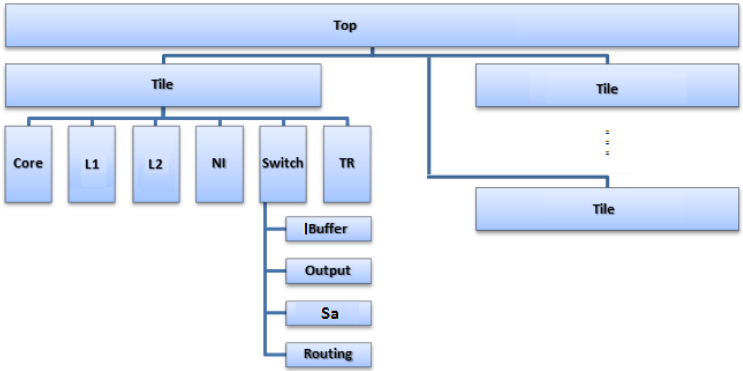 Top
Tile
Tile
Core
L1
L2
NI
Switch
TR
IBuffer
Output
Sa
Routing
Tile